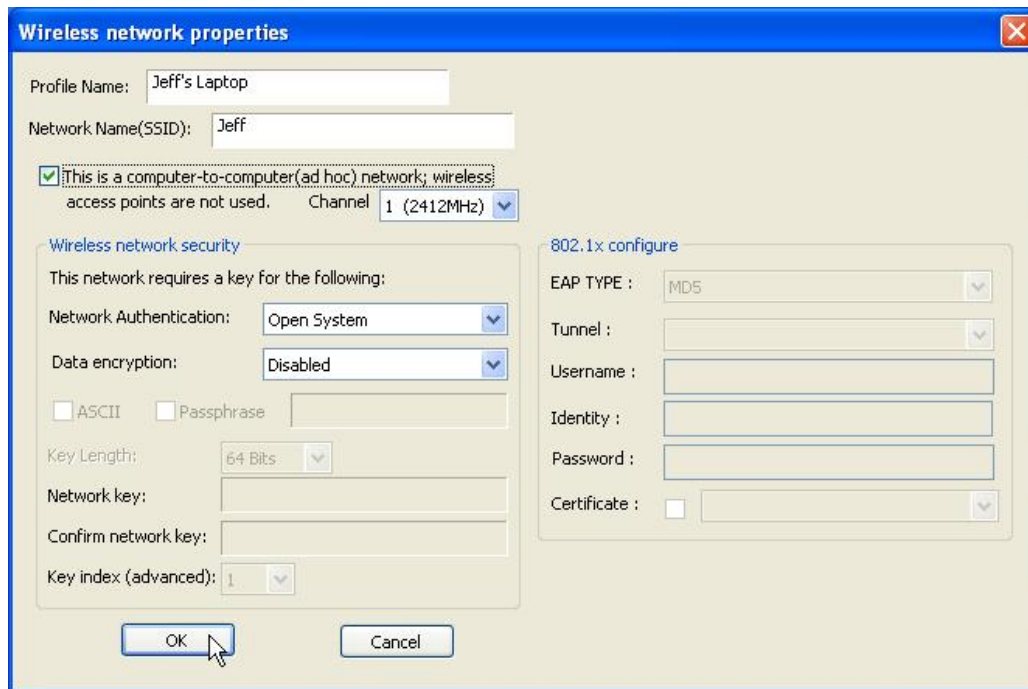 Wireless network properties
Profile Name: Jeff's Laptop
Network Name(SSID): Jeff
This is a computer-to-computer(ad hoc) network; wireless
access points are not used. Channel 1 (2412MHz)
Wireless network security
This network requires a key for the following:
Network Authentication: Open System
Data encryption: Disabled
ASCII Passphrase
Key Length: 64 Bits
Network key:
Confirm network key:
Key index (advanced): 1
802.1x configure
EAP TYPE : MD5
Tunnel :
Username :
Identity :
Password :
Certificate :
OK Cancel